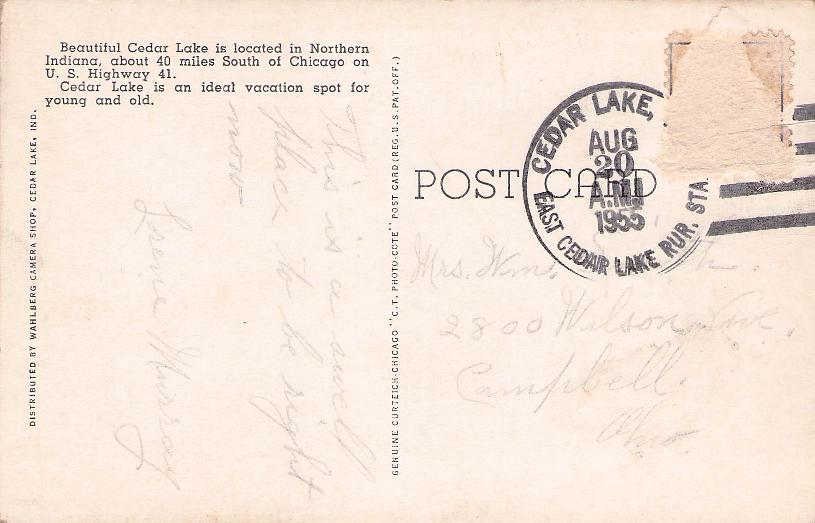 Beautiful Cedar Lake is located in Northern
Indiana, about 40 miles South of Chicago on
U. S. Highway 41.
Cedar Lake is an ideal vacation spot for
young and old.
DISTRIBUTED BY WAHLBERG CAMERA SHOP, CEDAR LAKE, IND.
This is a swell
place to be right
now
Lorene Murray
GENUINE CURTEICH-CHICAGO "C.T. PHOTO-COTE" POST CARD (REG. U. S. PAT. OFF.)
POST CARD
CEDAR LAKE,
AUG
20
A.M
1955
EAST CEDAR LAKE RUR. STA.
Mrs. Wm.
2800 Wilson Ave.
Campbell
Ohio